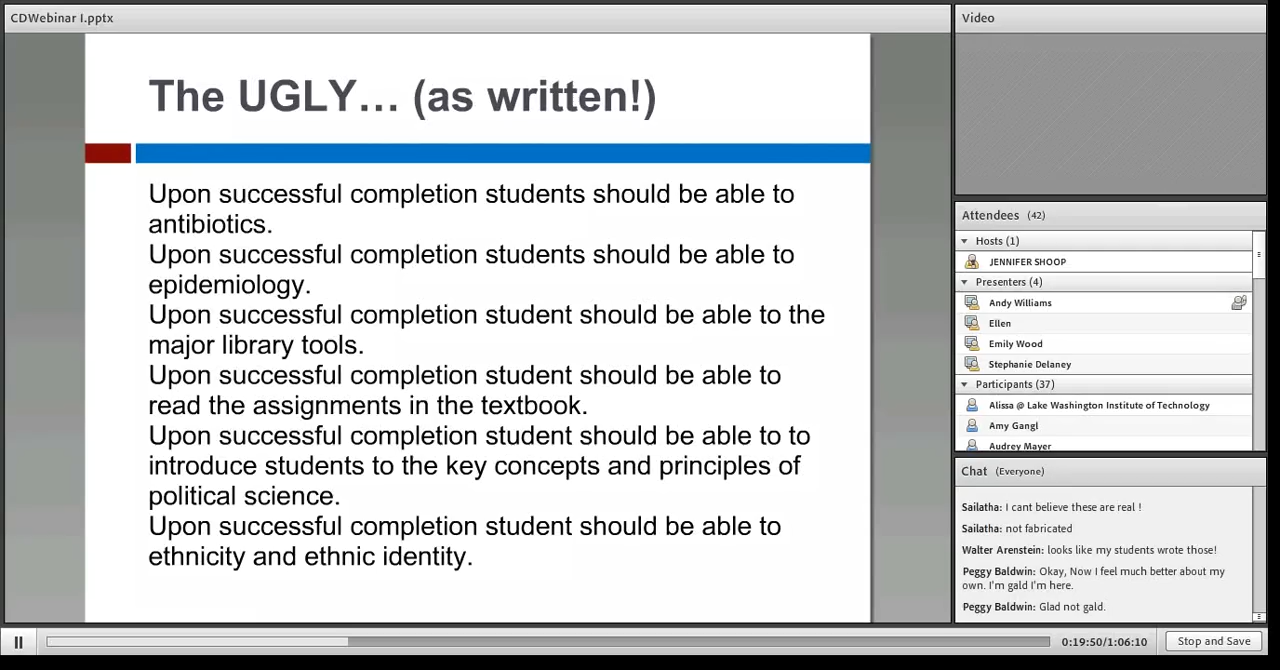 CDWebinar I.pptx
The UGLY... (as written!)
Upon successful completion students should be able to
antibiotics.
Upon successful completion students should be able to
epidemiology.
Upon successful completion student should be able to the
major library tools.
Upon successful completion student should be able to
read the assignments in the textbook.
Upon successful completion student should be able to to
introduce students to the key concepts and principles of
political science.
Upon successful completion student should be able to
ethnicity and ethnic identity.
Video
Attendees (42)
Hosts (1)
JENNIFER SHOOP
Presenters (4)
Andy Williams
Ellen
Emily Wood
Stephanie Delaney
Participants (37)
Alissa @ Lake Washington Institute of Technology
Amy Gangl
Audrey Mayer
Chat (Everyone)
Sailatha: I cant believe these are real !
Sailatha: not fabricated
Walter Arenstein: looks like my students wrote those!
Peggy Baldwin: Okay, Now I feel much better about my
own. I'm gald I'm here.
Peggy Baldwin: Glad not gald.
0:19:50/1:06:10
Stop and Save